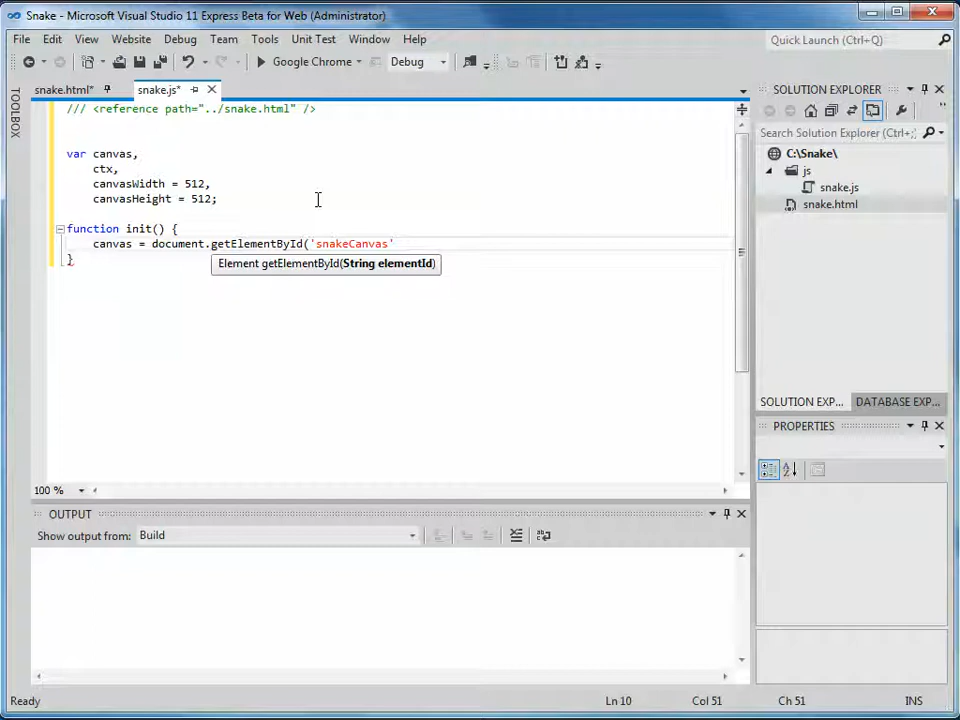 Snake - Microsoft Visual Studio 11 Express Beta for Web (Administrator)
File Edit View Website Debug Team Tools Unit Test Window Help
Quick Launch (Ctrl+Q)
Google Chrome Debug
TOOLBOX
snake.html* snake.js*
/// <reference path="../snake.html" />
var canvas,
ctx,
canvasWidth = 512,
canvasHeight = 512;
function init() {
canvas = document.getElementById('snakeCanvas'
}
Element getElementById(String elementId)
100 %
SOLUTION EXPLORER
Search Solution Explorer (Ctrl+;
C:\Snake\
js
snake.js
snake.html
SOLUTION EXP... DATABASE EXP...
PROPERTIES
OUTPUT
Show output from: Build
Ready Ln 10 Col 51 Ch 51 INS